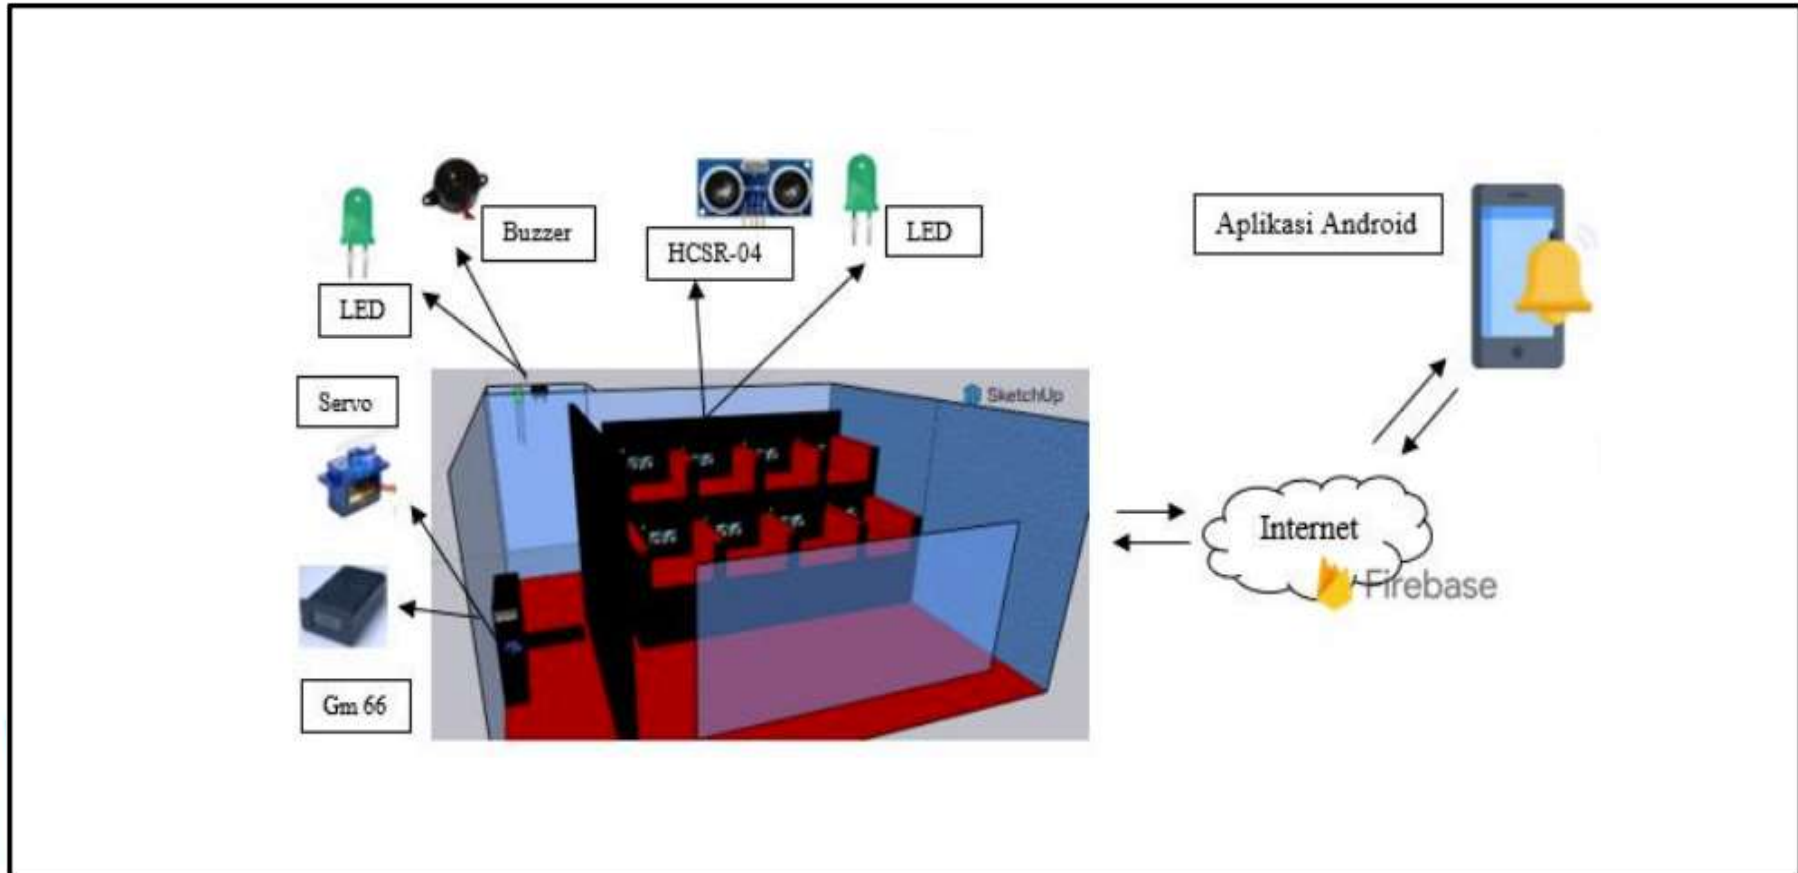 Buzzer
LED
HCSR-04
LED
Aplikasi Android
Servo
SketchUp
Internet
Firebase
Gm 66